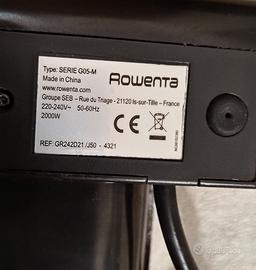 Type: SERIE G05-M
Made in China
www.rowenta.com
Rowenta
Groupe SEB – Rue du Triage - 21120 Is-sur-Tille – France
220-240V~ 50-60Hz
2000W
CE
REF: GR242D21/J50 - 4321
subito